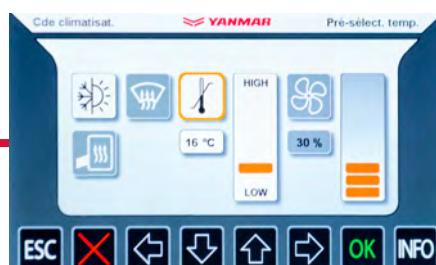 Cde climatisat. YANMAR Pré-sélect. temp.
HIGH
16 °C 30 %
LOW
ESC OK INFO